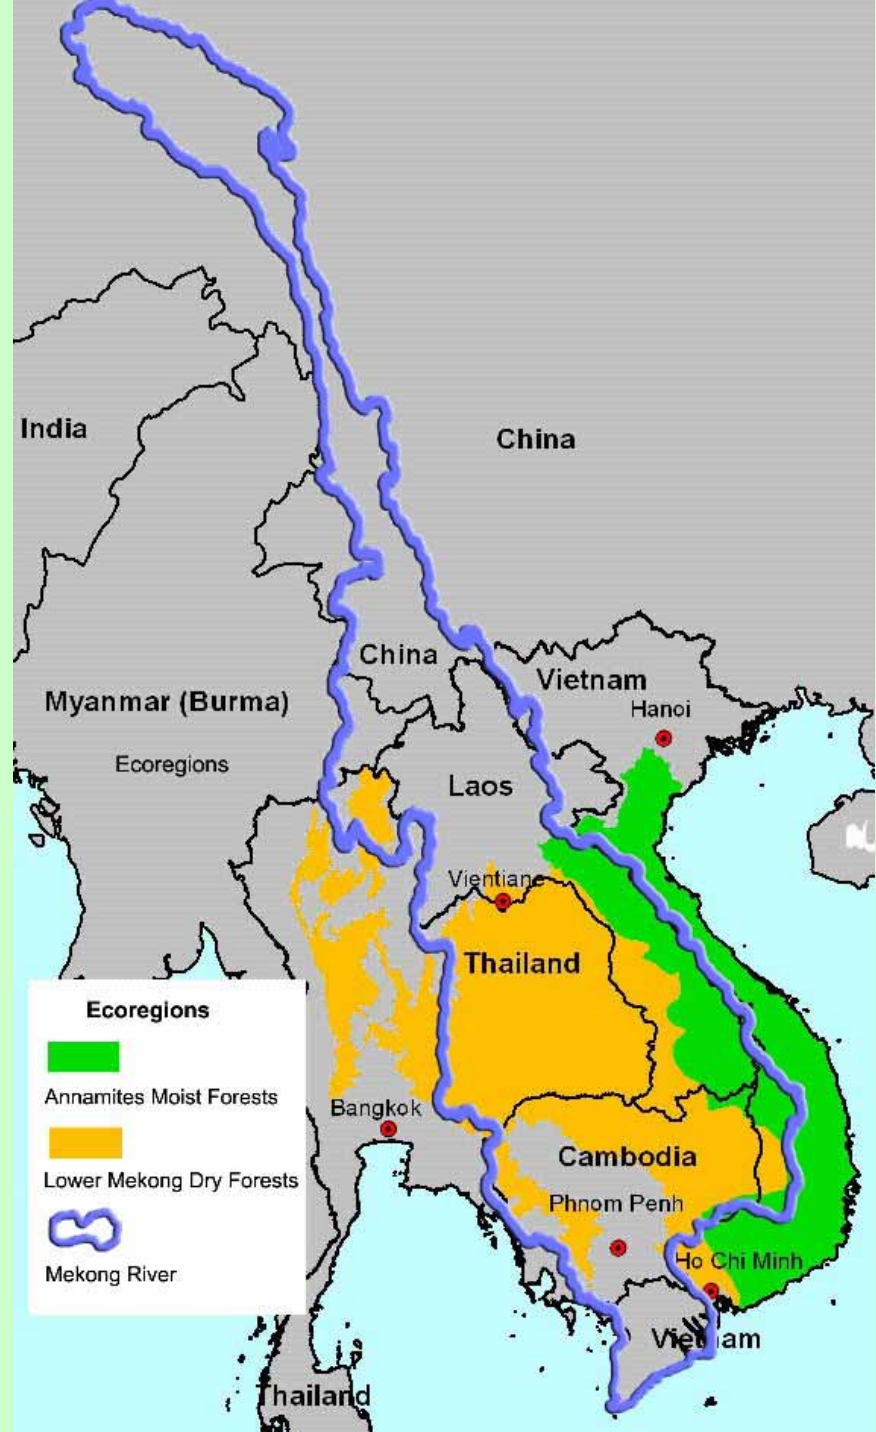 India
China
China
Vietnam
Myanmar (Burma)
Hanoi
Ecoregions
Laos
Vientiane
Thailand
Ecoregions
Annamites Moist Forests
Bangkok
Lower Mekong Dry Forests
Cambodia
Phnom Penh
Mekong River
Ho Chi Minh
Vietnam
Thailand